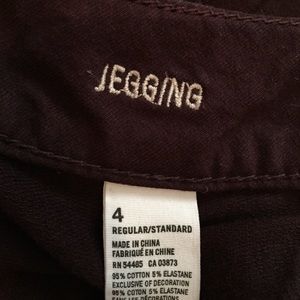 JEGGING
4
REGULAR/STANDARD
MADE IN CHINA
FABRIQUÉ EN CHINE
RN 54485 CA 03873
95% COTTON 5% ELASTANE
EXCLUSIVE OF DECORATION
95% COTON 5% ELASTANE